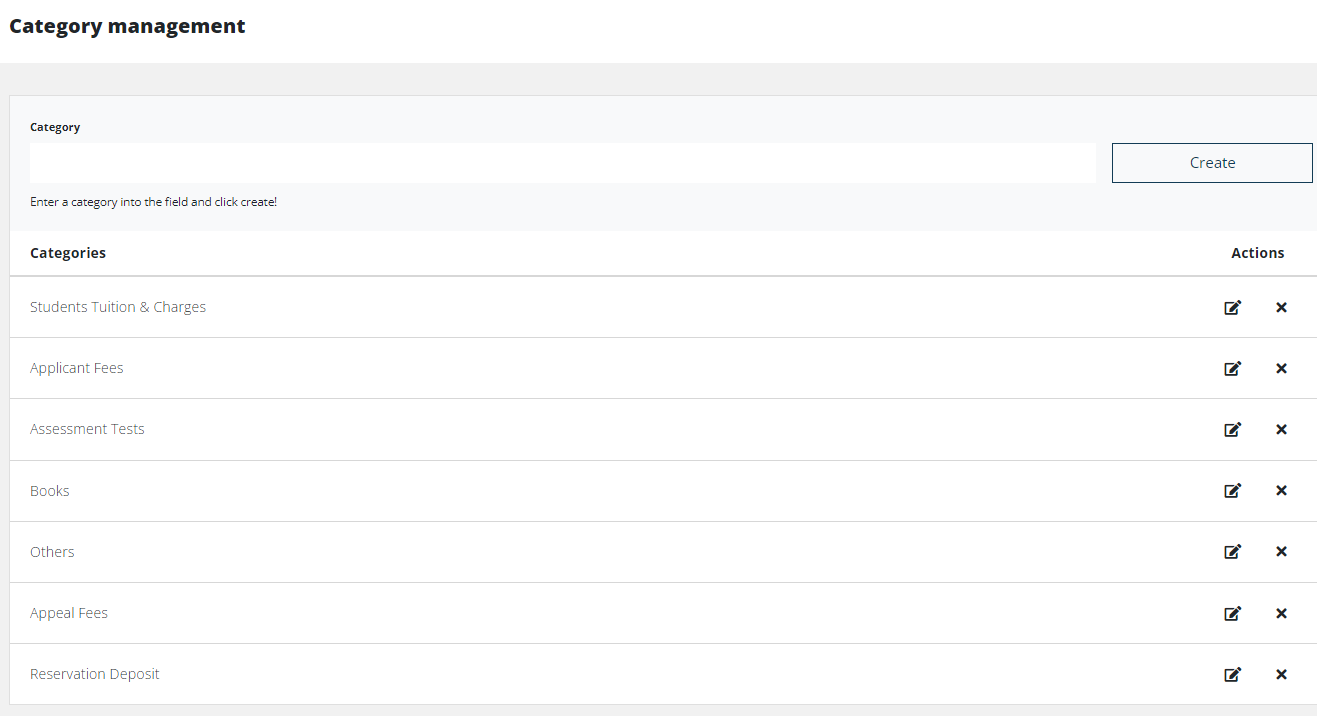 Category management
Category
Create
Enter a category into the field and click create!
Categories Actions
Students Tuition & Charges
Applicant Fees
Assessment Tests
Books
Others
Appeal Fees
Reservation Deposit